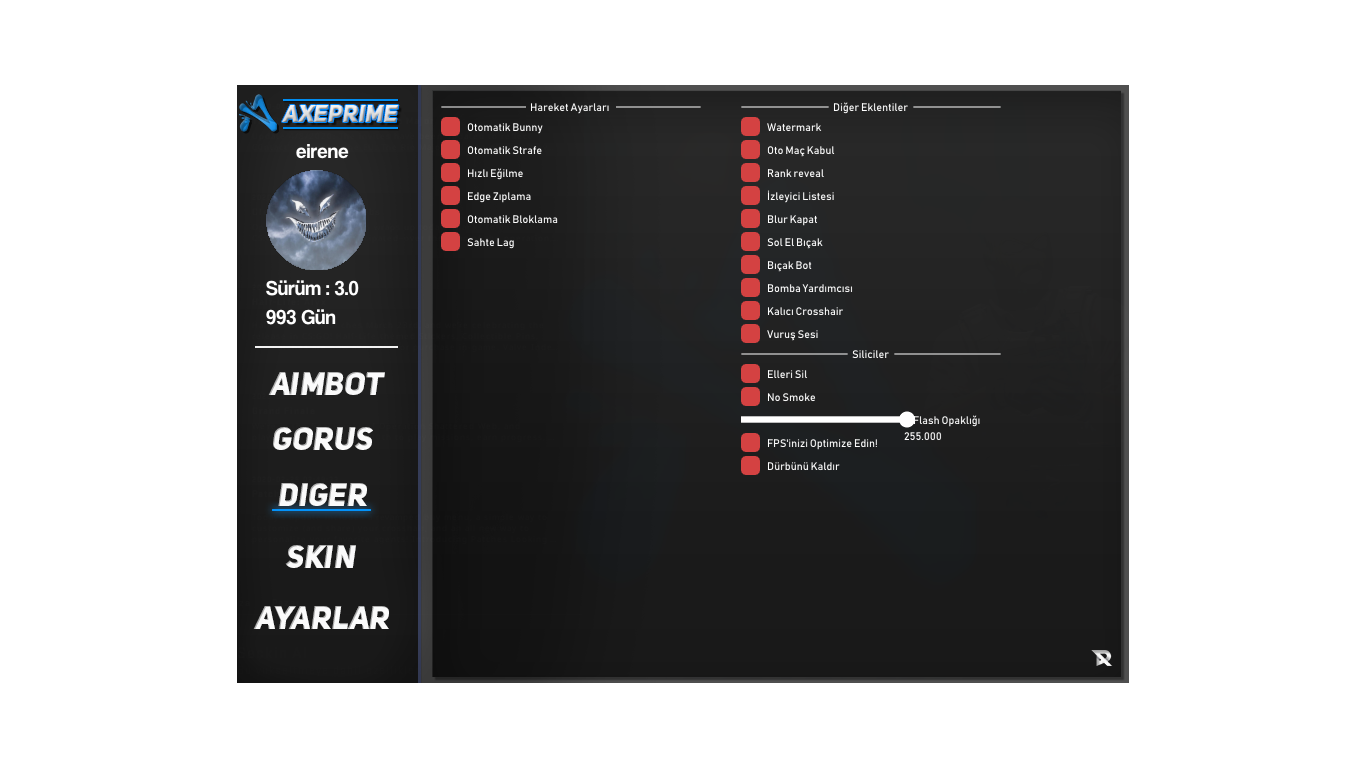 AXEPRIME
eirene
Sürüm : 3.0
993 Gün
AIMBOT
GORUS
DIGER
SKIN
AYARLAR
Hareket Ayarları
Otomatik Bunny
Otomatik Strafe
Hızlı Eğilme
Edge Zıplama
Otomatik Bloklama
Sahte Lag
Diğer Eklentiler
Watermark
Oto Maç Kabul
Rank reveal
İzleyici Listesi
Blur Kapat
Sol El Bıçak
Bıçak Bot
Bomba Yardımcısı
Kalıcı Crosshair
Vuruş Sesi
Siliciler
Elleri Sil
No Smoke
Flash Opaklığı
255.000
FPS'inizi Optimize Edin!
Dürbünü Kaldır